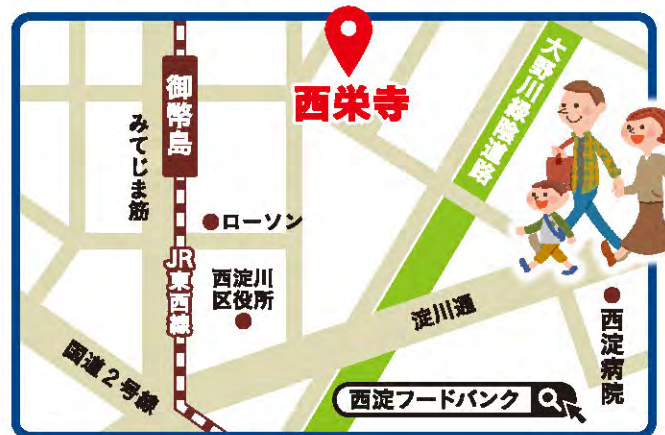 西栄寺
御幣島
みてじま筋
大野川緑陰道路
ローソン
JR東西線
西淀川
区役所
淀川通
西淀病院
国道2号線
西淀フードバンク